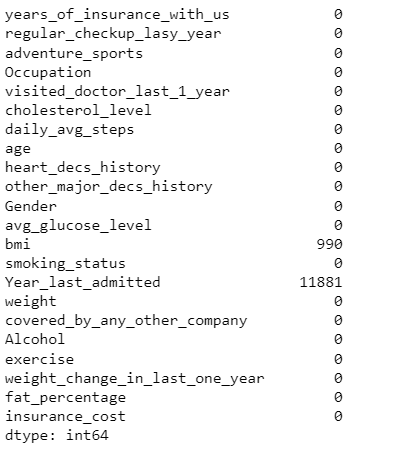 years_of_insurance_with_us 0
regular_checkup_lasy_year 0
adventure_sports 0
Occupation 0
visited_doctor_last_1_year 0
cholesterol_level 0
daily_avg_steps 0
age 0
heart_decs_history 0
other_major_decs_history 0
Gender 0
avg_glucose_level 0
bmi 990
smoking_status 0
Year_last_admitted 11881
weight 0
covered_by_any_other_company 0
Alcohol 0
exercise 0
weight_change_in_last_one_year 0
fat_percentage 0
insurance_cost 0
dtype: int64